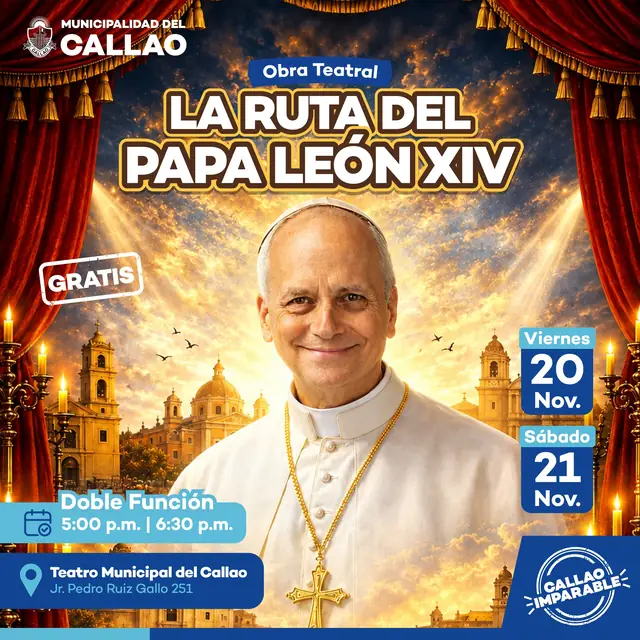 MUNICIPALIDAD DEL
CALLAO
Obra Teatral
LA RUTA DEL
PAPA LEÓN XIV
GRATIS
Viernes
20
Nov.
Sábado
21
Nov.
Doble Función
5:00 p.m. | 6:30 p.m.
Teatro Municipal del Callao
Jr. Pedro Ruiz Gallo 251
CALLAO
IMPARABLE